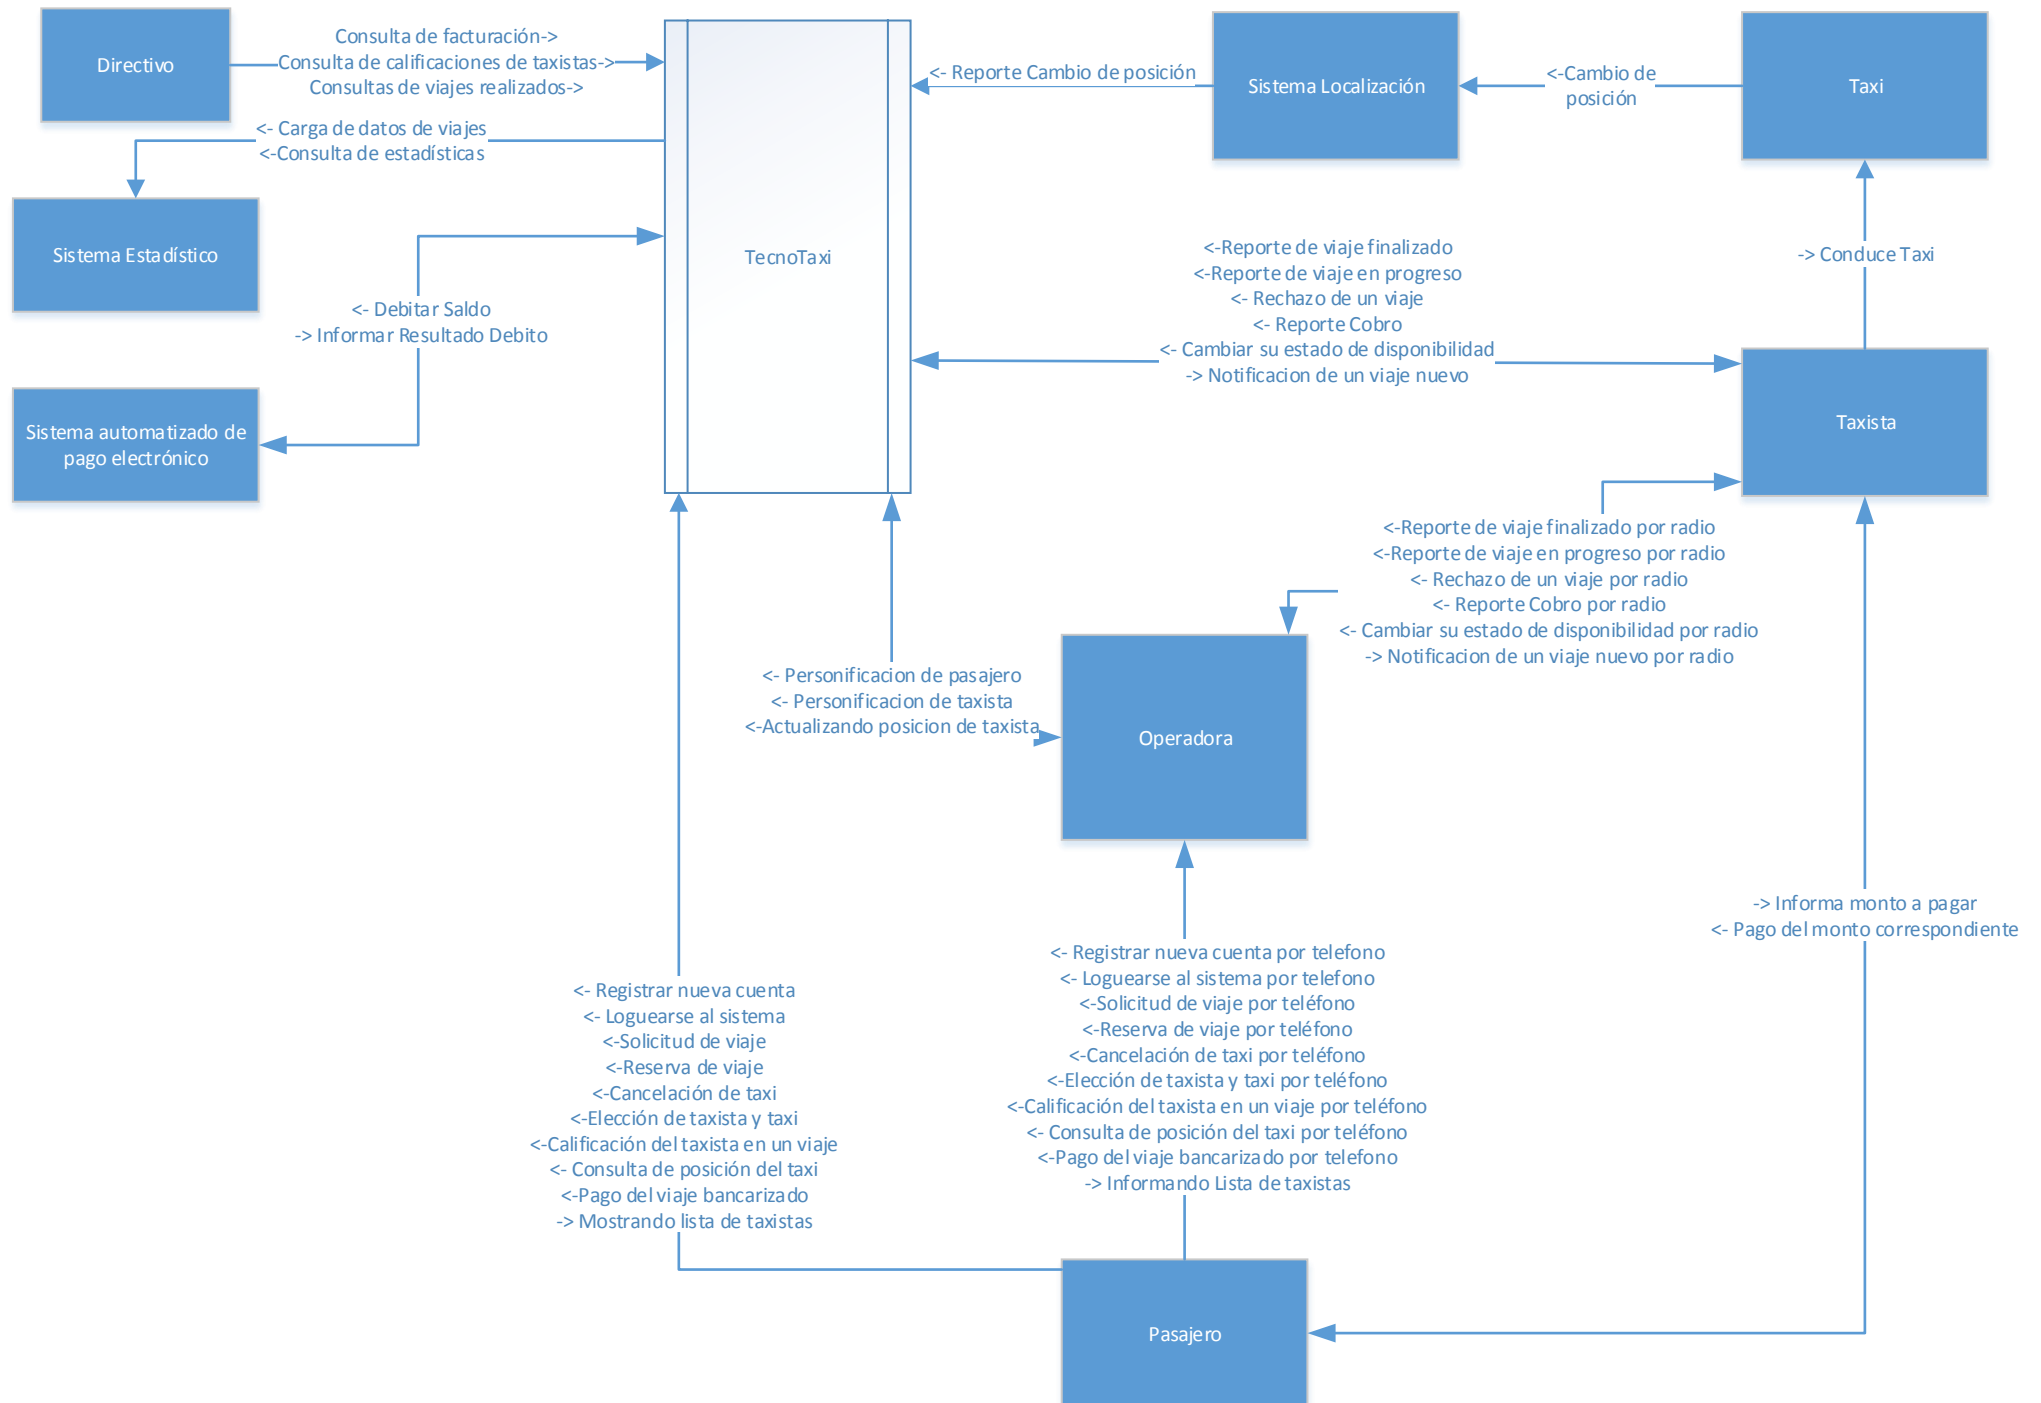 Directivo
Consulta de facturación->
Consulta de calificaciones de taxistas->
Consultas de viajes realizados->
<- Carga de datos de viajes
<-Consulta de estadísticas
Sistema Estadístico
<- Debitar Saldo
-> Informar Resultado Debito
Sistema automatizado de
pago electrónico
TecnoTaxi
<- Reporte Cambio de posición
Sistema Localización
<-Cambio de
posición
Taxi
-> Conduce Taxi
<-Reporte de viaje finalizado
<-Reporte de viaje en progreso
<- Rechazo de un viaje
<- Reporte Cobro
<- Cambiar su estado de disponibilidad
-> Notificacion de un viaje nuevo
Taxista
<-Reporte de viaje finalizado por radio
<-Reporte de viaje en progreso por radio
<- Rechazo de un viaje por radio
<- Reporte Cobro por radio
<- Cambiar su estado de disponibilidad por radio
-> Notificacion de un viaje nuevo por radio
<- Personificacion de pasajero
<- Personificacion de taxista
<-Actualizando posicion de taxista
Operadora
-> Informa monto a pagar
<- Pago del monto correspondiente
<- Registrar nueva cuenta
<- Loguearse al sistema
<-Solicitud de viaje
<-Reserva de viaje
<-Cancelación de taxi
<-Elección de taxista y taxi
<-Calificación del taxista en un viaje
<- Consulta de posición del taxi
<-Pago del viaje bancarizado
-> Mostrando lista de taxistas
<- Registrar nueva cuenta por telefono
<- Loguearse al sistema por telefono
<-Solicitud de viaje por teléfono
<-Reserva de viaje por teléfono
<-Cancelación de taxi por teléfono
<-Elección de taxista y taxi por teléfono
<-Calificación del taxista en un viaje por teléfono
<- Consulta de posición del taxi por teléfono
<-Pago del viaje bancarizado por telefono
-> Informando Lista de taxistas
Pasajero